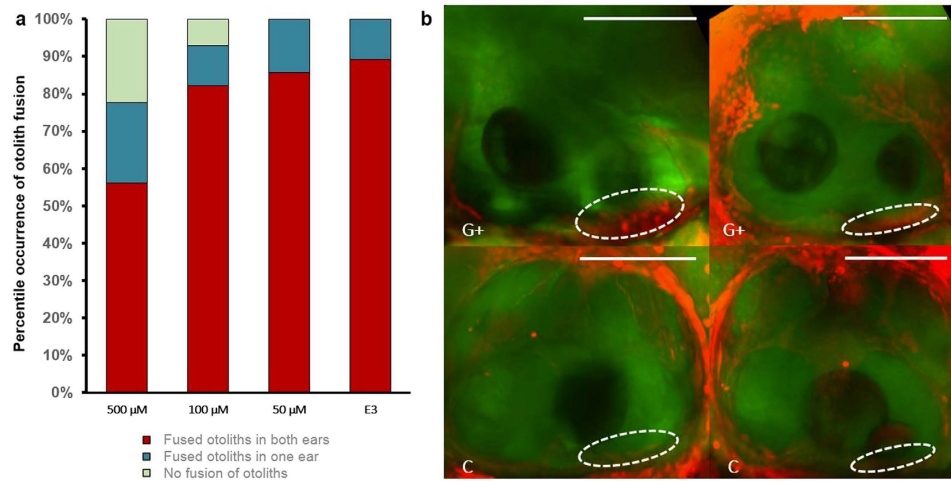 a
Percentile occurrence of otolith fusion
100%
90%
80%
70%
60%
50%
40%
30%
20%
10%
0%
500 µM 100 µM 50 µM E3
Fused otoliths in both ears
Fused otoliths in one ear
No fusion of otoliths
b
G+ G+
C C